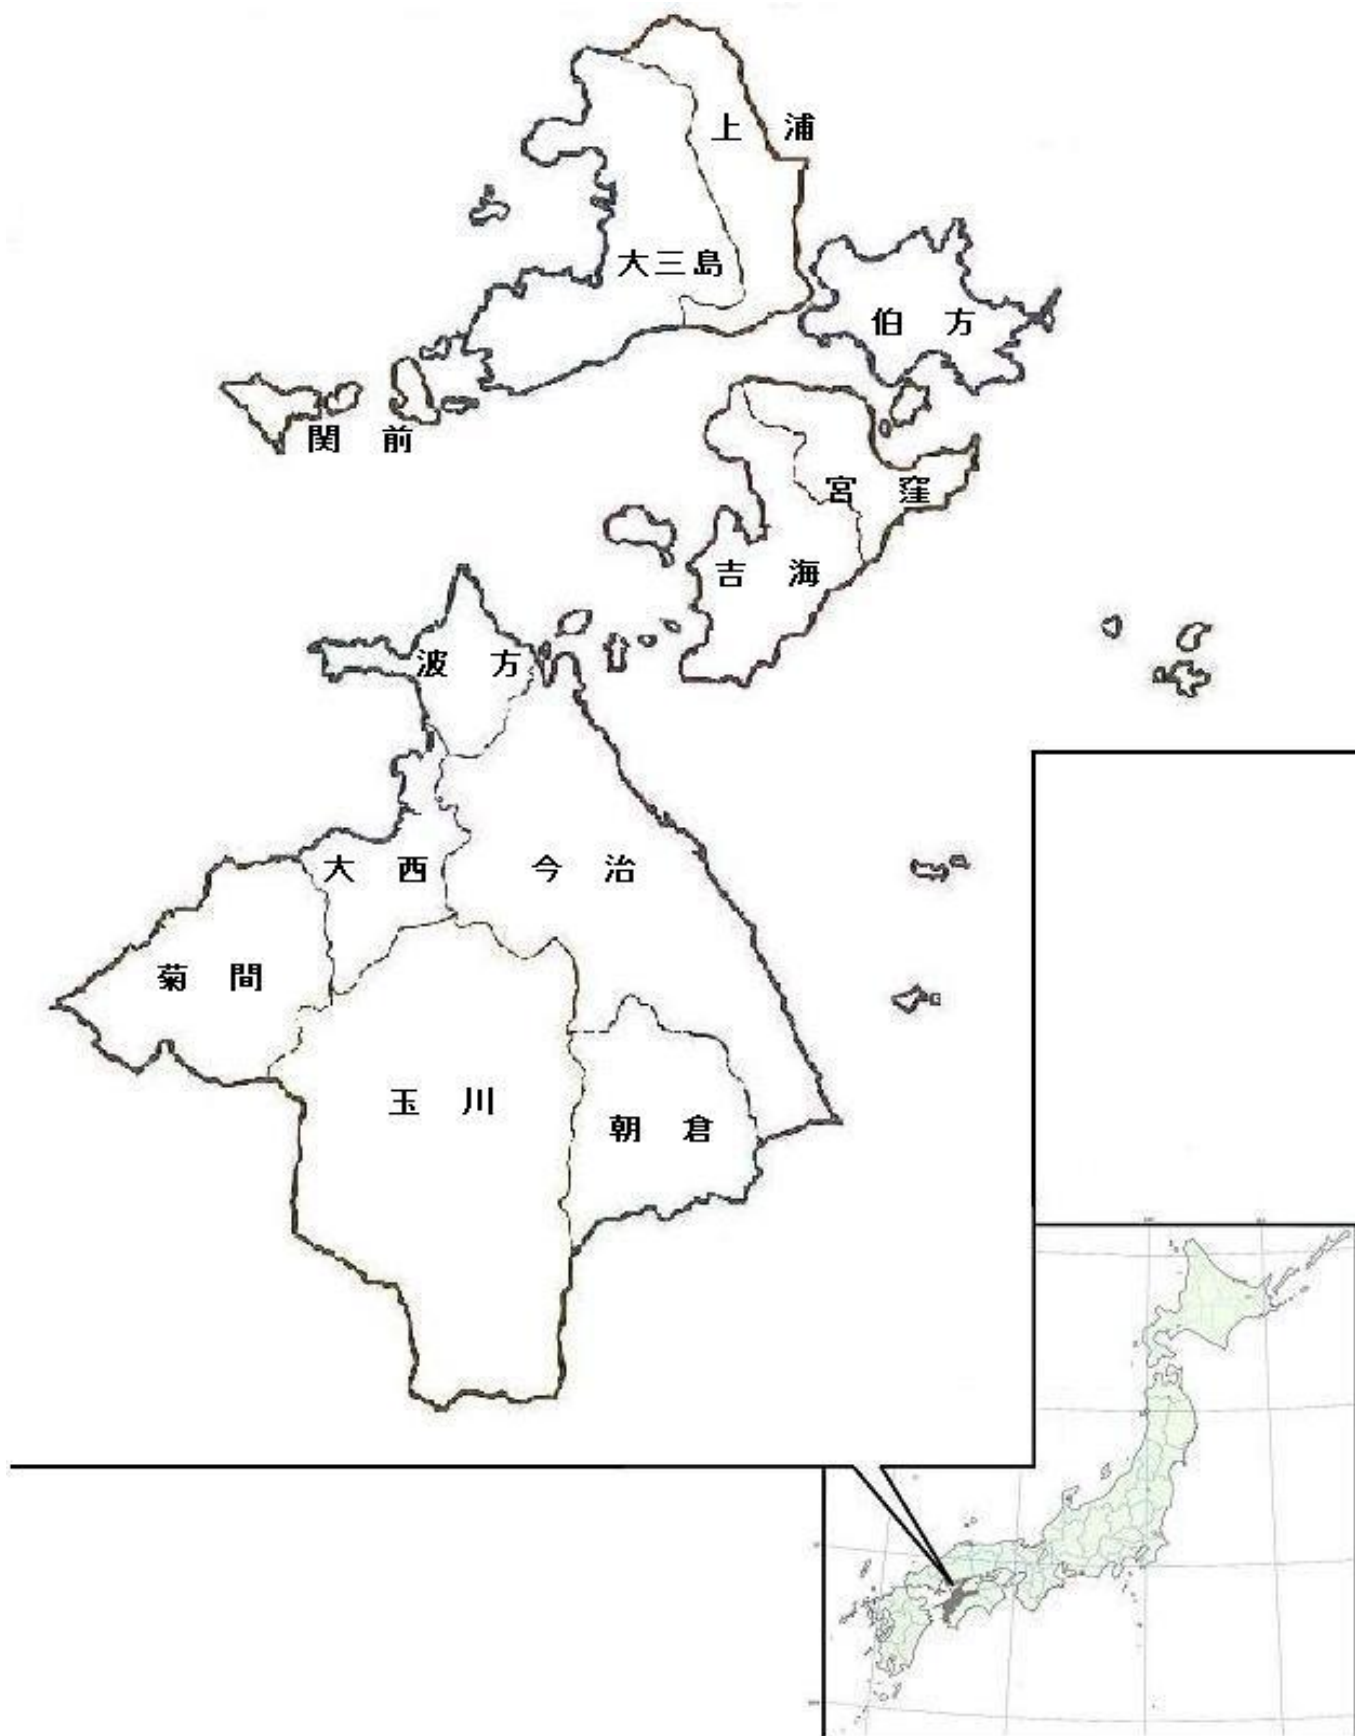 上浦
大三島
伯方
関前
宮窪
吉海
波方
大西
今治
菊間
玉川
朝倉